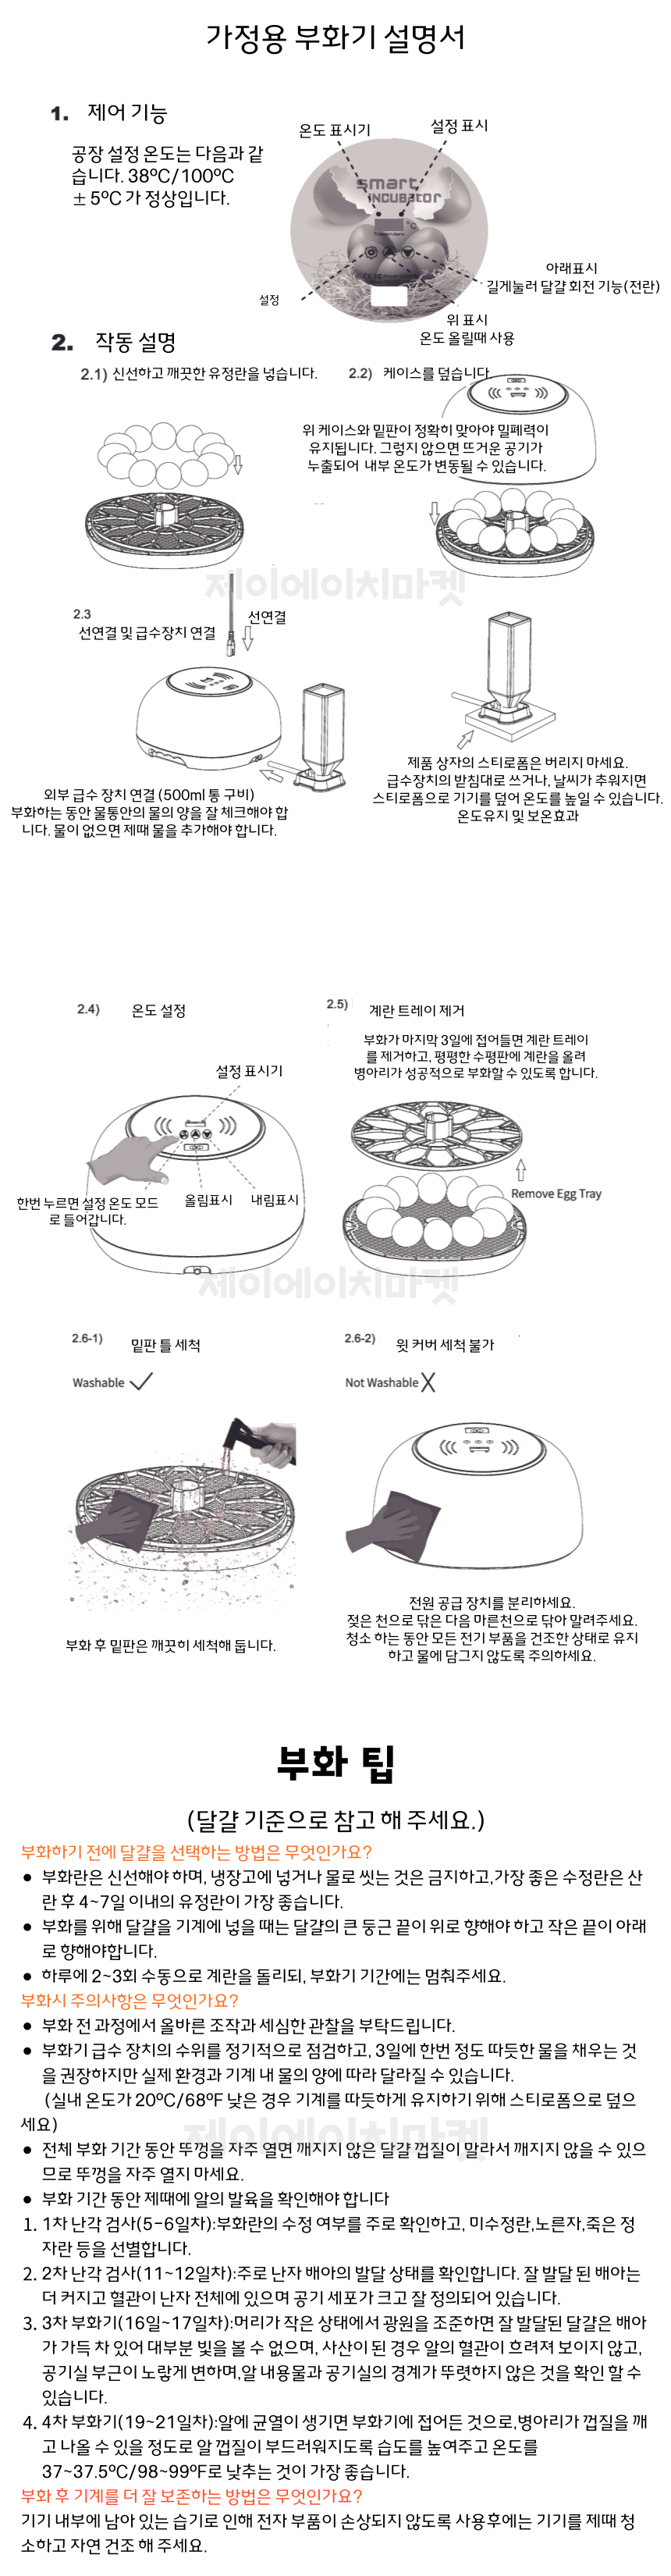 가정용 부화기 설명서
1. 제어 기능
공장 설정 온도는 다음과 같
습니다. 38ºC/100ºC
± 5ºC 가 정상입니다.
온도 표시기
설정 표시
smart
INCUBator
℃
설정
아래표시
길게눌러 달걀 회전 기능(전란)
위 표시
온도 올릴때 사용
2. 작동 설명
2.1) 신선하고 깨끗한 유정란을 넣습니다.
2.2) 케이스를 덮습니다
위 케이스와 밑판이 정확히 맞아야 밀폐력이
유지됩니다. 그렇지 않으면 뜨거운 공기가
누출되어 내부 온도가 변동될 수 있습니다.
제이에이치마켓
2.3
선연결 및 급수장치 연결
선연결
외부 급수 장치 연결 (500ml 통 구비)
부화하는 동안 물통안의 물의 양을 잘 체크해야 합
니다. 물이 없으면 제때 물을 추가해야 합니다.
제품 상자의 스티로폼은 버리지 마세요.
급수장치의 받침대로 쓰거나, 날씨가 추워지면
스티로폼으로 기기를 덮어 온도를 높일 수 있습니다.
온도유지 및 보온효과
2.4) 온도 설정
설정 표시기
한번 누르면 설정 온도 모드
로 들어갑니다.
올림표시
내림표시
2.5) 계란 트레이 제거
부화가 마지막 3일에 접어들면 계란 트레이
를 제거하고, 평평한 수평판에 계란을 올려
병아리가 성공적으로 부화할 수 있도록 합니다.
Remove Egg Tray
제이에이치마켓
2.6-1) 밑판 틀 세척
Washable
부화 후 밑판은 깨끗히 세척해 둡니다.
2.6-2) 윗 커버 세척 불가
Not Washable
전원 공급 장치를 분리하세요.
젖은 천으로 닦은 다음 마른천으로 닦아 말려주세요.
청소 하는 동안 모든 전기 부품을 건조한 상태로 유지
하고 물에 담그지 않도록 주의하세요.
부화 팁
(달걀 기준으로 참고 해 주세요.)
부화하기 전에 달걀을 선택하는 방법은 무엇인가요?
● 부화란은 신선해야 하며, 냉장고에 넣거나 물로 씻는 것은 금지하고,가장 좋은 수정란은 산
란 후 4~7일 이내의 유정란이 가장 좋습니다.
● 부화를 위해 달걀을 기계에 넣을 때는 달걀의 큰 둥근 끝이 위로 향해야 하고 작은 끝이 아래
로 향해야합니다.
● 하루에 2~3회 수동으로 계란을 돌리되, 부화기 기간에는 멈춰주세요.
부화시 주의사항은 무엇인가요?
● 부화 전 과정에서 올바른 조작과 세심한 관찰을 부탁드립니다.
● 부화기 급수 장치의 수위를 정기적으로 점검하고, 3일에 한번 정도 따듯한 물을 채우는 것
을 권장하지만 실제 환경과 기계 내 물의 양에 따라 달라질 수 있습니다.
(실내 온도가 20ºC/68ºF 낮은 경우 기계를 따듯하게 유지하기 위해 스티로폼으로 덮으
세요)
제이에이치마켓
● 전체 부화 기간 동안 뚜껑을 자주 열면 깨지지 않은 달걀 껍질이 말라서 깨지지 않을 수 있으
므로 뚜껑을 자주 열지 마세요.
● 부화 기간 동안 제때에 알의 발육을 확인해야 합니다
1. 1차 난각 검사(5-6일차):부화란의 수정 여부를 주로 확인하고, 미수정란,노른자,죽은 정
자란 등을 선별합니다.
2. 2차 난각 검사(11~12일차):주로 난자 배아의 발달 상태를 확인합니다. 잘 발달 된 배아는
더 커지고 혈관이 난자 전체에 있으며 공기 세포가 크고 잘 정의되어 있습니다.
3. 3차 부화기(16일~17일차):머리가 작은 상태에서 광원을 조준하면 잘 발달된 달걀은 배아
가 가득 차 있어 대부분 빛을 볼 수 없으며, 사산이 된 경우 알의 혈관이 흐려져 보이지 않고,
공기실 부근이 노랗게 변하며,알 내용물과 공기실의 경계가 뚜렷하지 않은 것을 확인 할 수
있습니다.
4. 4차 부화기(19~21일차):알에 균열이 생기면 부화기에 접어든 것으로,병아리가 껍질을 깨
고 나올 수 있을 정도로 알 껍질이 부드러워지도록 습도를 높여주고 온도를
37~37.5ºC/98~99ºF로 낮추는 것이 가장 좋습니다.
부화 후 기계를 더 잘 보존하는 방법은 무엇인가요?
기기 내부에 남아 있는 습기로 인해 전자 부품이 손상되지 않도록 사용후에는 기기를 제때 청
소하고 자연 건조 해 주세요.